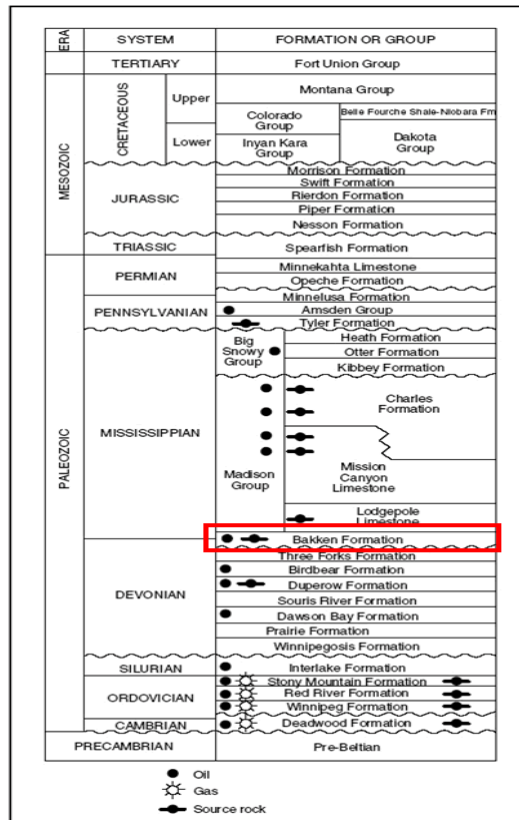 ERA
SYSTEM
FORMATION OR GROUP
TERTIARY
Fort Union Group
MESOZOIC
CRETACEOUS
Upper
Lower
Montana Group
Colorado
Group
Belle Fourche Shale-Niobara Fm
Inyan Kara
Group
Dakota
Group
JURASSIC
Morrison Formation
Swift Formation
Rierdon Formation
Piper Formation
Nesson Formation
TRIASSIC
Spearfish Formation
PALEOZOIC
PERMIAN
Minnekahta Limestone
Opeche Formation
PENNSYLVANIAN
Minnelusa Formation
Amsden Group
Tyler Formation
MISSISSIPPIAN
Big
Snowy
Group
Heath Formation
Otter Formation
Kibbey Formation
Madison
Group
Charles
Formation
Mission
Canyon
Limestone
Lodgepole
Limestone
Bakken Formation
DEVONIAN
Three Forks Formation
Birdbear Formation
Duperow Formation
Souris River Formation
Dawson Bay Formation
Prairie Formation
Winnipegosis Formation
SILURIAN
Interlake Formation
ORDOVICIAN
Stony Mountain Formation
Red River Formation
Winnipeg Formation
CAMBRIAN
Deadwood Formation
PRECAMBRIAN
Pre-Beltian
Oil
Gas
Source rock